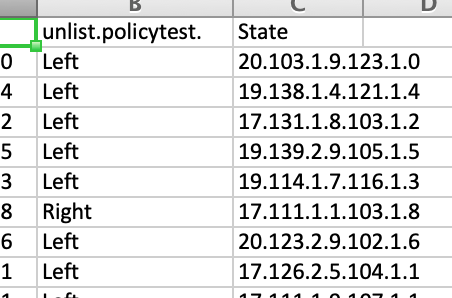 B C D
unlist.policytest. State
0 Left 20.103.1.9.123.1.0
4 Left 19.138.1.4.121.1.4
2 Left 17.131.1.8.103.1.2
5 Left 19.139.2.9.105.1.5
3 Left 19.114.1.7.116.1.3
8 Right 17.111.1.1.103.1.8
6 Left 20.123.2.9.102.1.6
1 Left 17.126.2.5.104.1.1